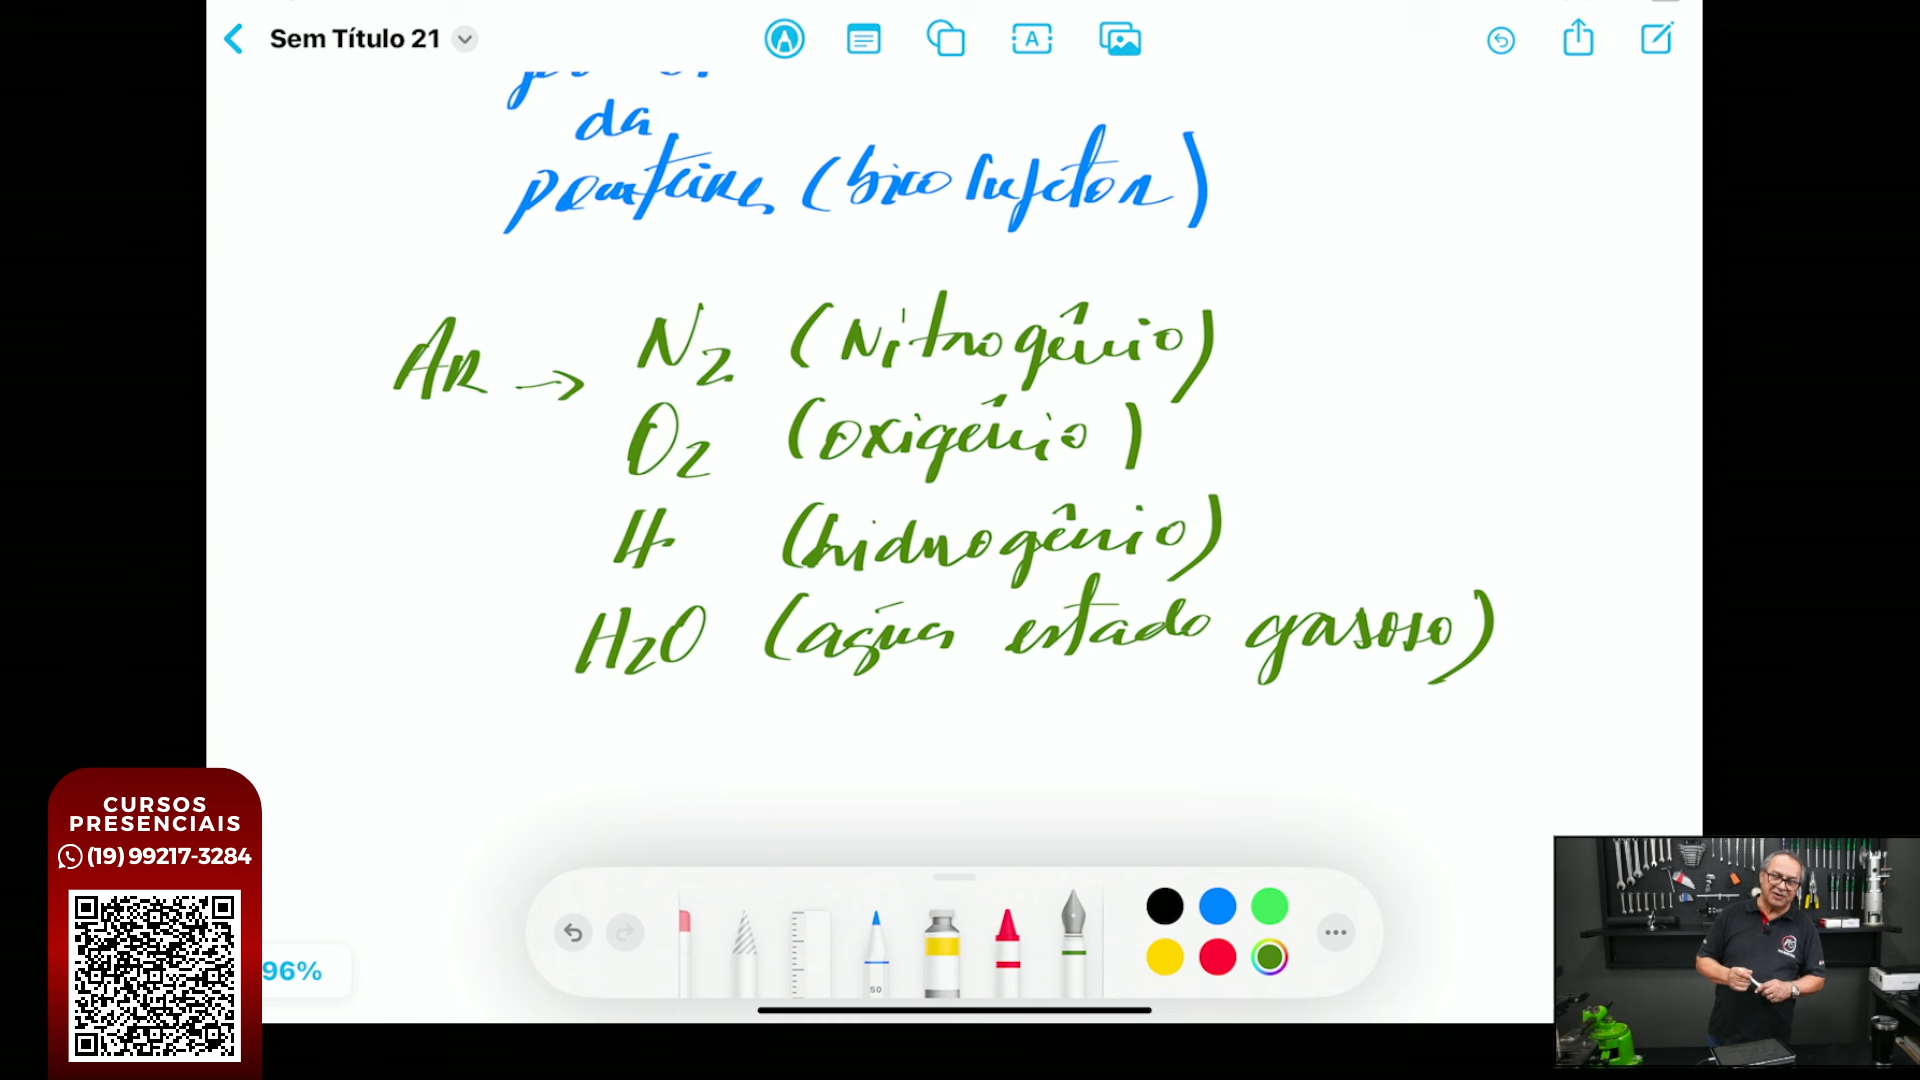 Sem Título 21
da
ponteira (bico injetor)
AR → N2 (Nitrogênio)
O2 (oxigênio)
H (hidrogênio)
H2O (água estado gasoso)
CURSOS
PRESENCIAIS
(19) 99217-3284
96%
50